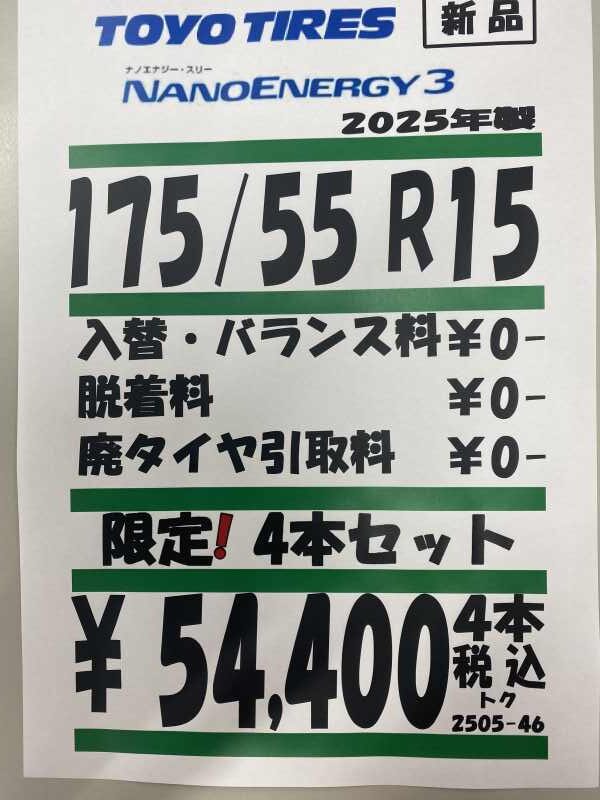 TOYO TIRES
新品
ナノエナジー・スリー
NANOENERGY 3
2025年製
175/55 R15
入替・バランス料 ¥0-
脱着料 ¥0-
廃タイヤ引取料 ¥0-
限定! 4本セット
¥54,400
4本
税込
トク
2505-46